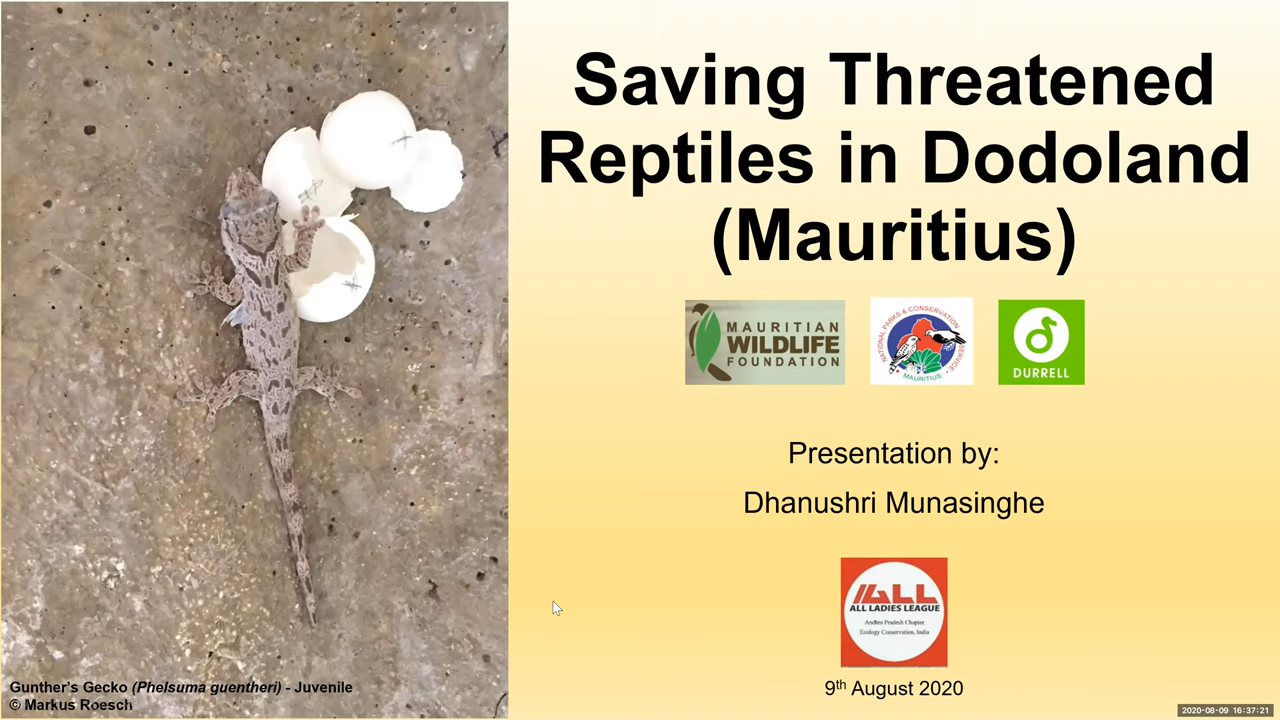 Saving Threatened
Reptiles in Dodoland
(Mauritius)
MAURITIAN
WILDLIFE
FOUNDATION
NATIONAL PARKS & CONSERVATION SERVICE
MAURITIUS
DURRELL
Presentation by:
Dhanushri Munasinghe
ALL LADIES LEAGUE
Andhra Pradesh Chapter
Ecology Conservation, India
9th August 2020
Gunther's Gecko (Phelsuma guentheri) - Juvenile
© Markus Roesch
2020-08-09 16:37:21